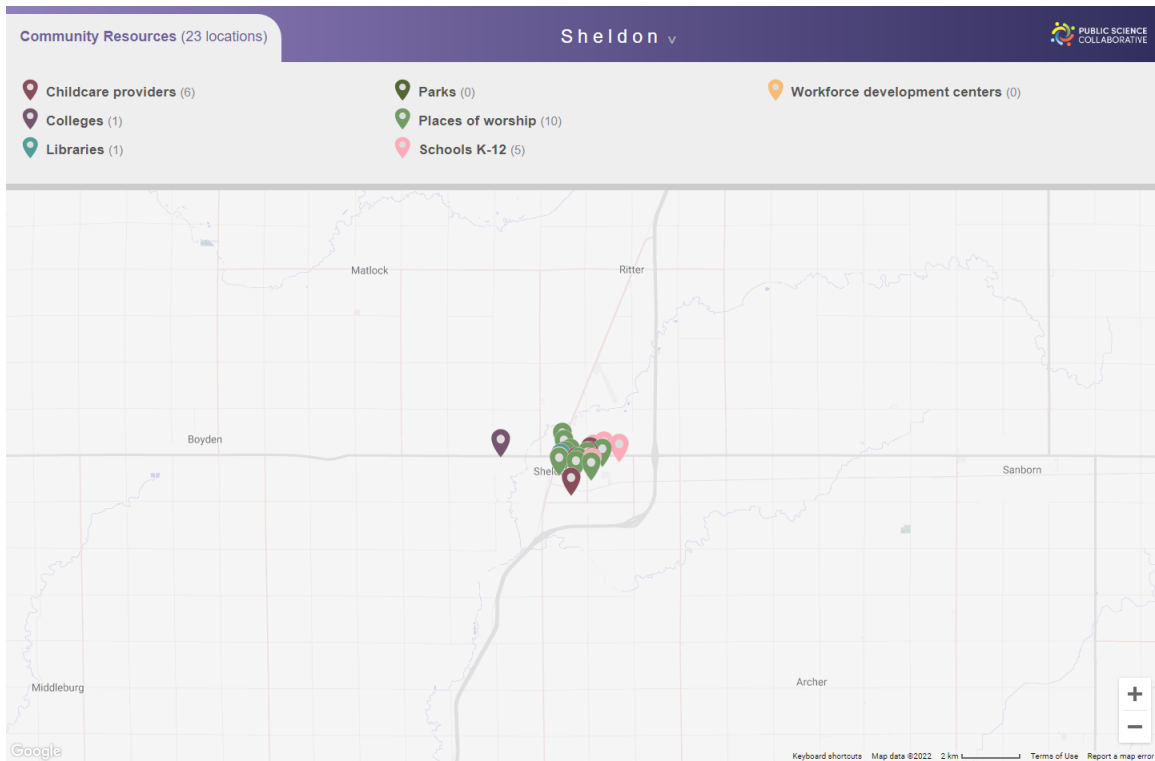 Community Resources (23 locations)
Sheldon v
PUBLIC SCIENCE
COLLABORATIVE
Childcare providers (6)
Colleges (1)
Libraries (1)
Parks (0)
Places of worship (10)
Schools K-12 (5)
Workforce development centers (0)
Matlock
Ritter
Boyden
Sanborn
Middleburg
Archer
+
−
Google
Keyboard shortcuts Map data ©2022 2 km Terms of Use Report a map error